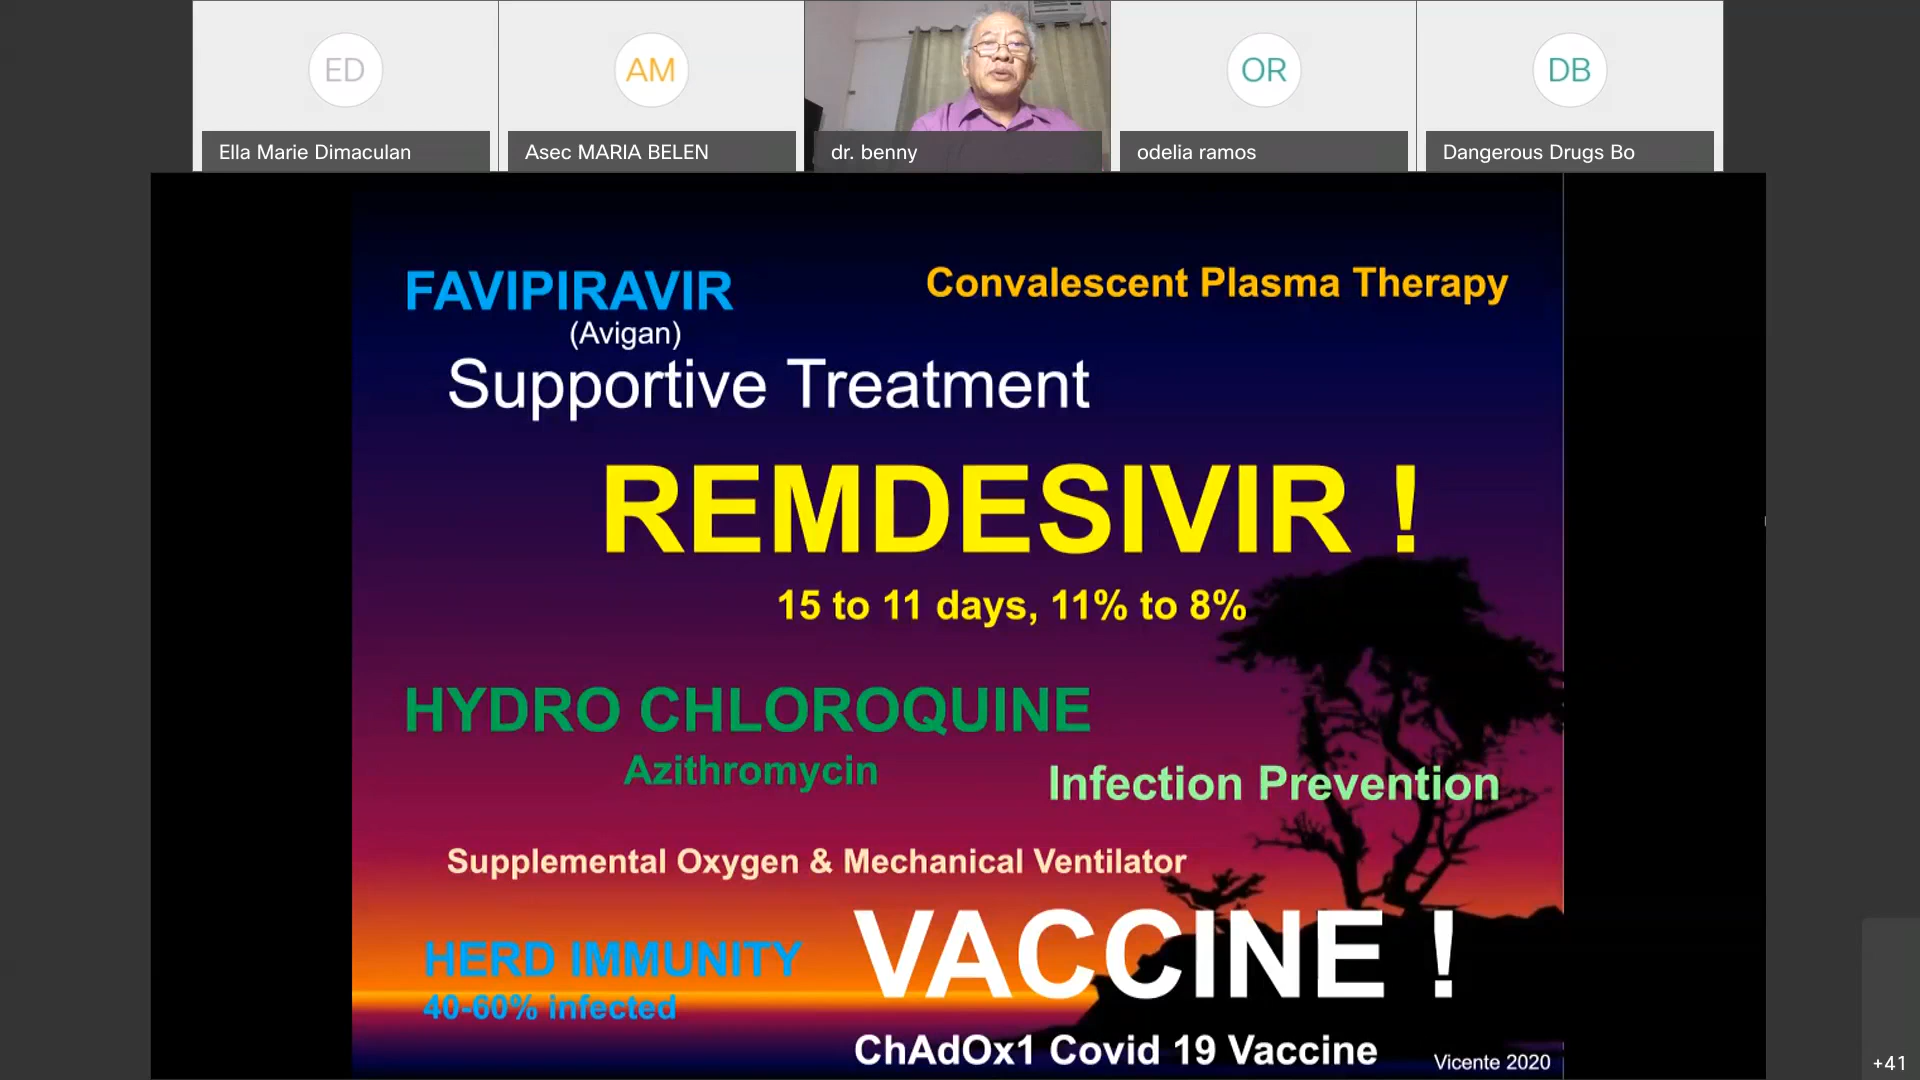 ED
AM
OR
DB
Ella Marie Dimaculan
Asec MARIA BELEN
dr. benny
odelia ramos
Dangerous Drugs Bo
FAVIPIRAVIR
(Avigan)
Convalescent Plasma Therapy
Supportive Treatment
REMDESIVIR !
15 to 11 days, 11% to 8%
HYDRO CHLOROQUINE
Azithromycin
Infection Prevention
Supplemental Oxygen & Mechanical Ventilator
HERD IMMUNITY
40-60% infected
VACCINE !
ChAdOx1 Covid 19 Vaccine
Vicente 2020
+41